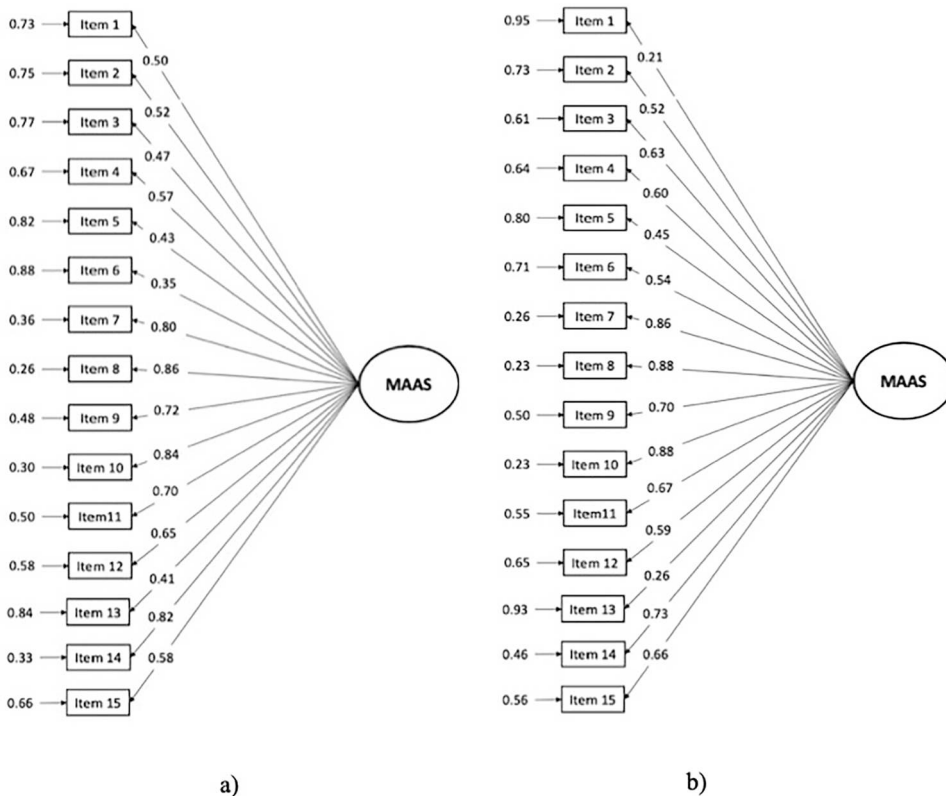 0.73 Item 1
0.50
0.75 Item 2
0.52
0.77 Item 3
0.47
0.67 Item 4
0.57
0.82 Item 5
0.43
0.88 Item 6
0.35
0.36 Item 7
0.80
0.26 Item 8
0.86
0.48 Item 9
0.72
0.30 Item 10
0.84
0.50 Item11
0.70
0.58 Item 12
0.65
0.84 Item 13
0.41
0.33 Item 14
0.82
0.66 Item 15
0.58
MAAS
a)
0.95 Item 1
0.21
0.73 Item 2
0.52
0.61 Item 3
0.63
0.64 Item 4
0.60
0.80 Item 5
0.45
0.71 Item 6
0.54
0.26 Item 7
0.86
0.23 Item 8
0.88
0.50 Item 9
0.70
0.23 Item 10
0.88
0.55 Item11
0.67
0.65 Item 12
0.59
0.93 Item 13
0.26
0.46 Item 14
0.73
0.56 Item 15
0.66
MAAS
b)